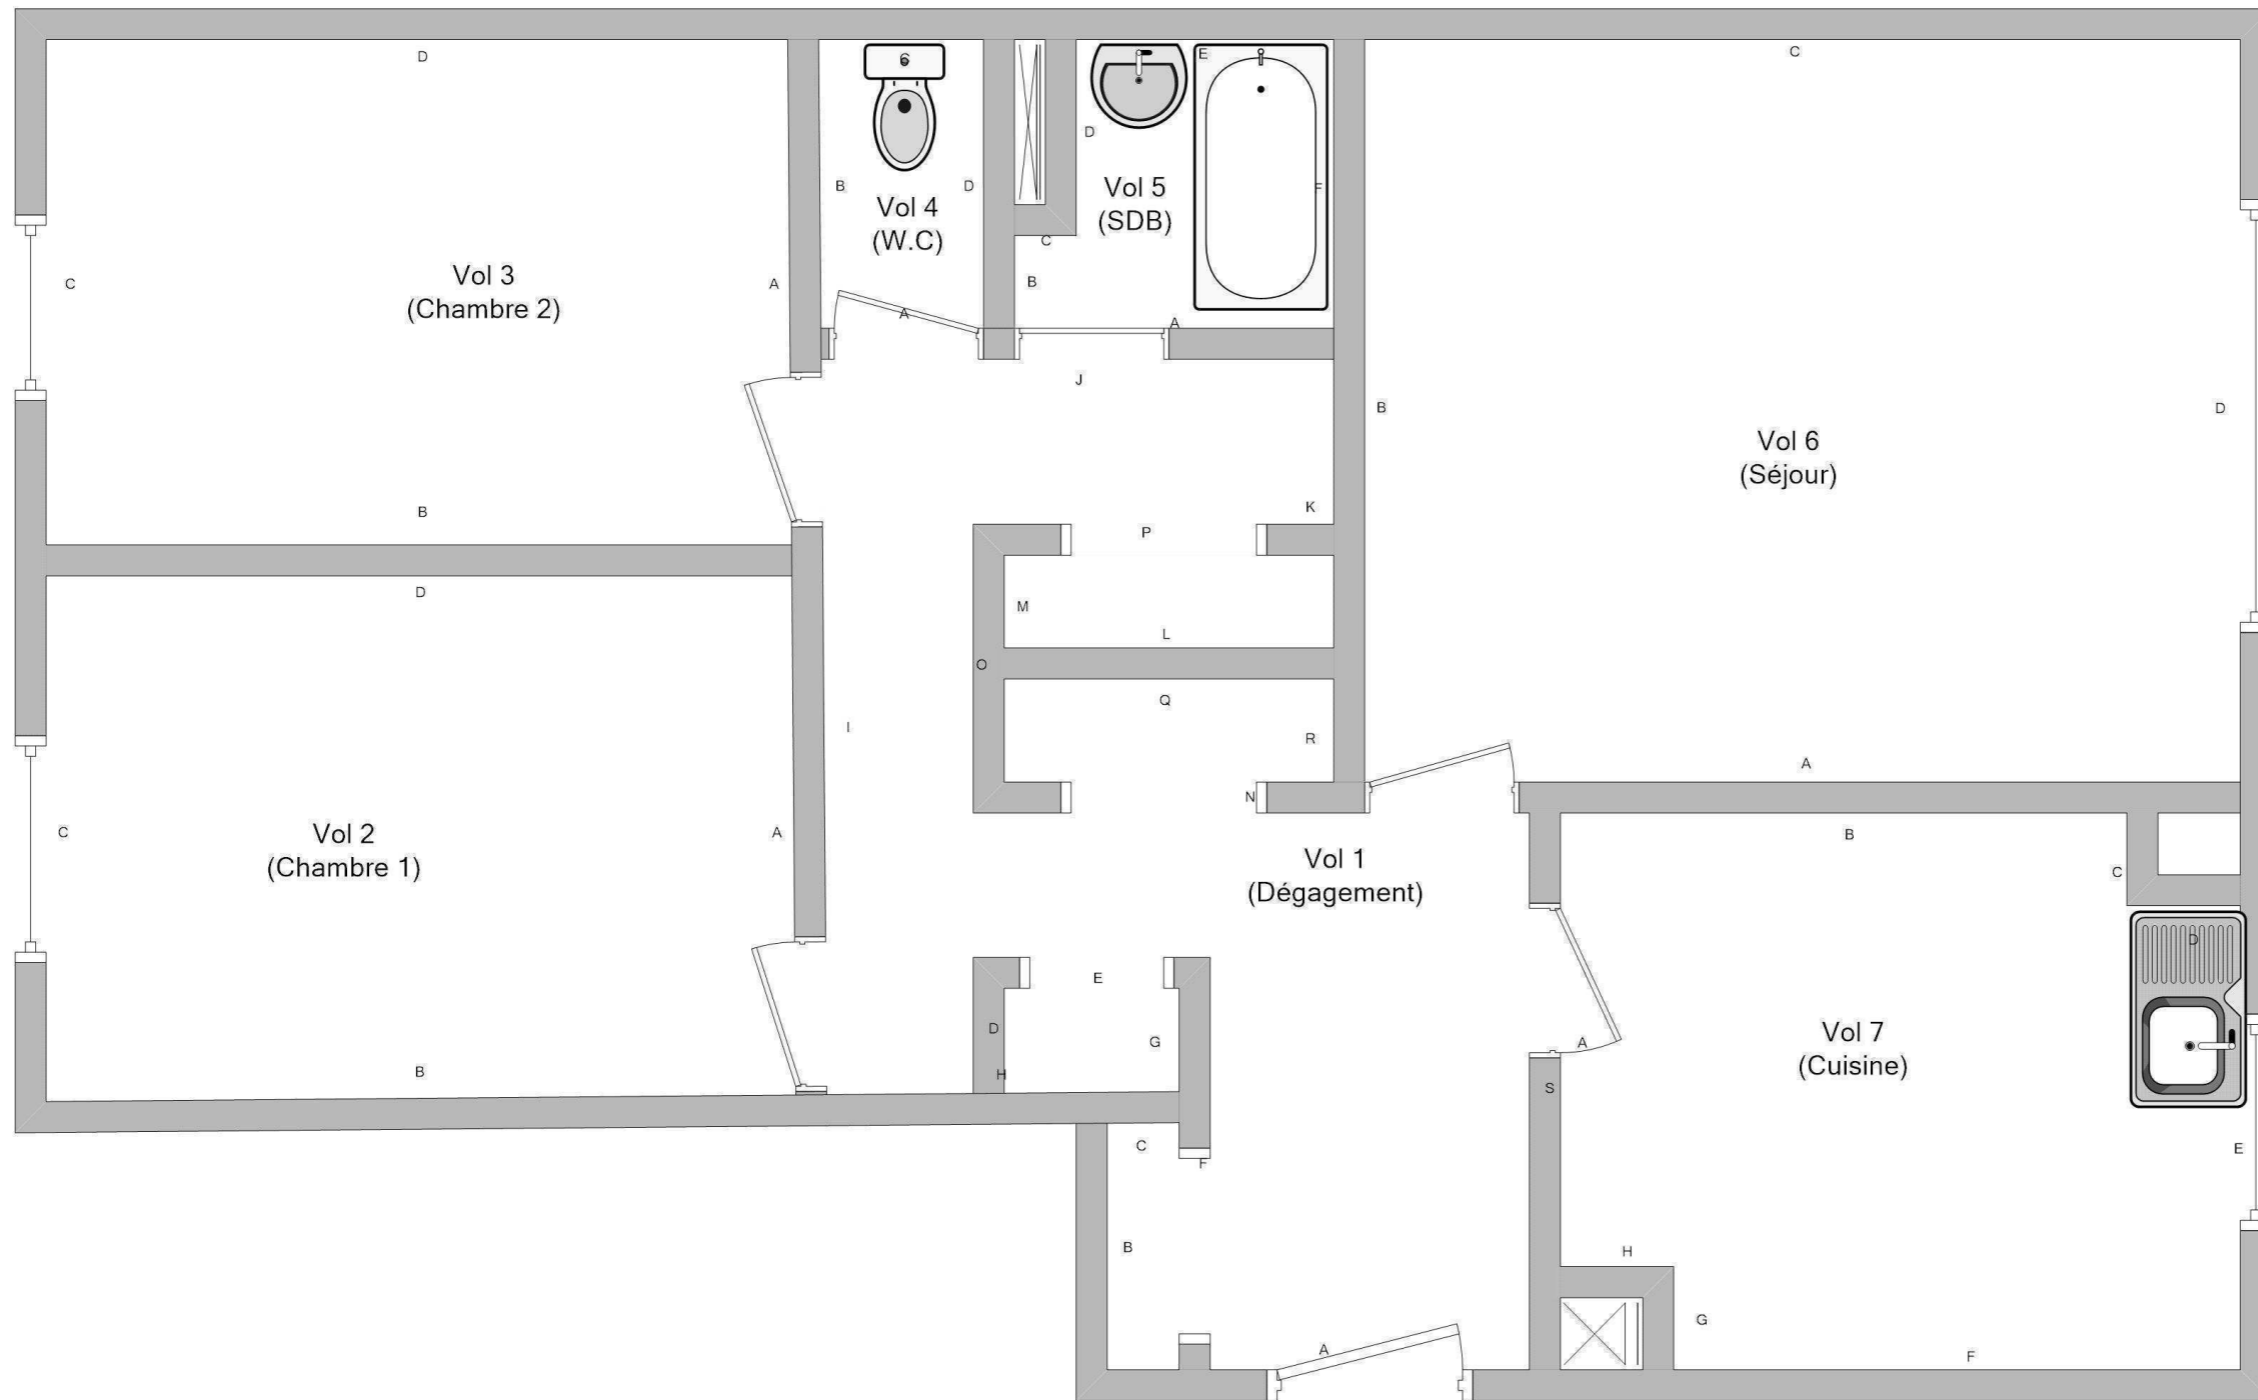 D
C
E
C
D
B
D
F
Vol 5
(SDB)
Vol 4
(W.C)
C
Vol 3
(Chambre 2)
C
A
B
A
A
J
B
D
Vol 6
(Séjour)
B
K
P
D
M
L
O
Q
I
R
A
N
C
Vol 2
(Chambre 1)
A
Vol 1
(Dégagement)
B
C
D
E
D
G
A
Vol 7
(Cuisine)
B
H
S
C
F
E
B
H
G
A
F